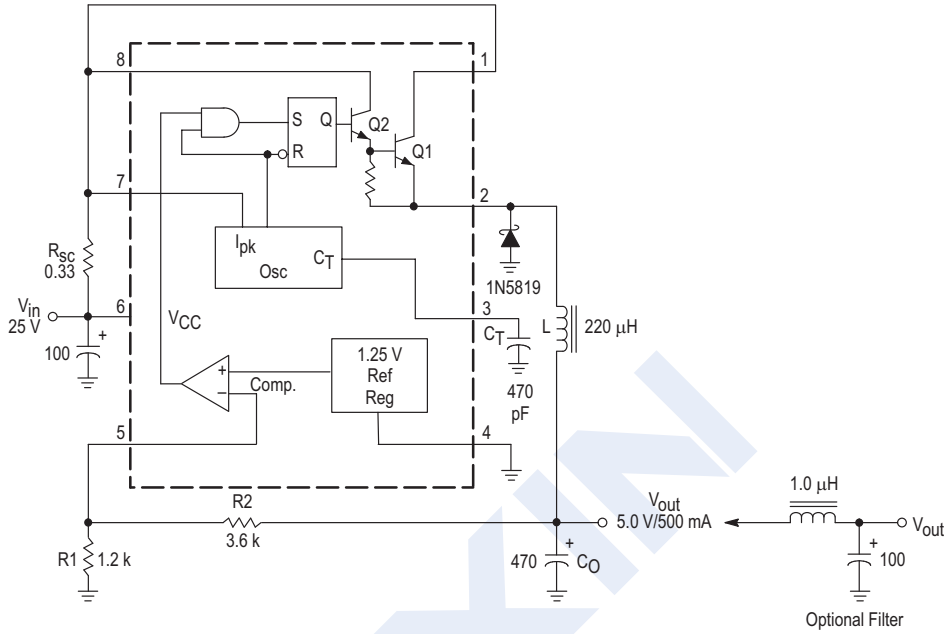 8
1
S
Q
Q2
R
Q1
7
2
Ipk
CT
Osc
1N5819
Rsc
0.33
Vin
25 V
6
VCC
3
CT
L
220 μH
100
+
470
pF
+
−
Comp.
1.25 V
Ref
Reg
5
4
R2
3.6 k
Vout
5.0 V/500 mA
1.0 μH
Vout
R1
1.2 k
470
+
CO
+
100
Optional Filter
XIN